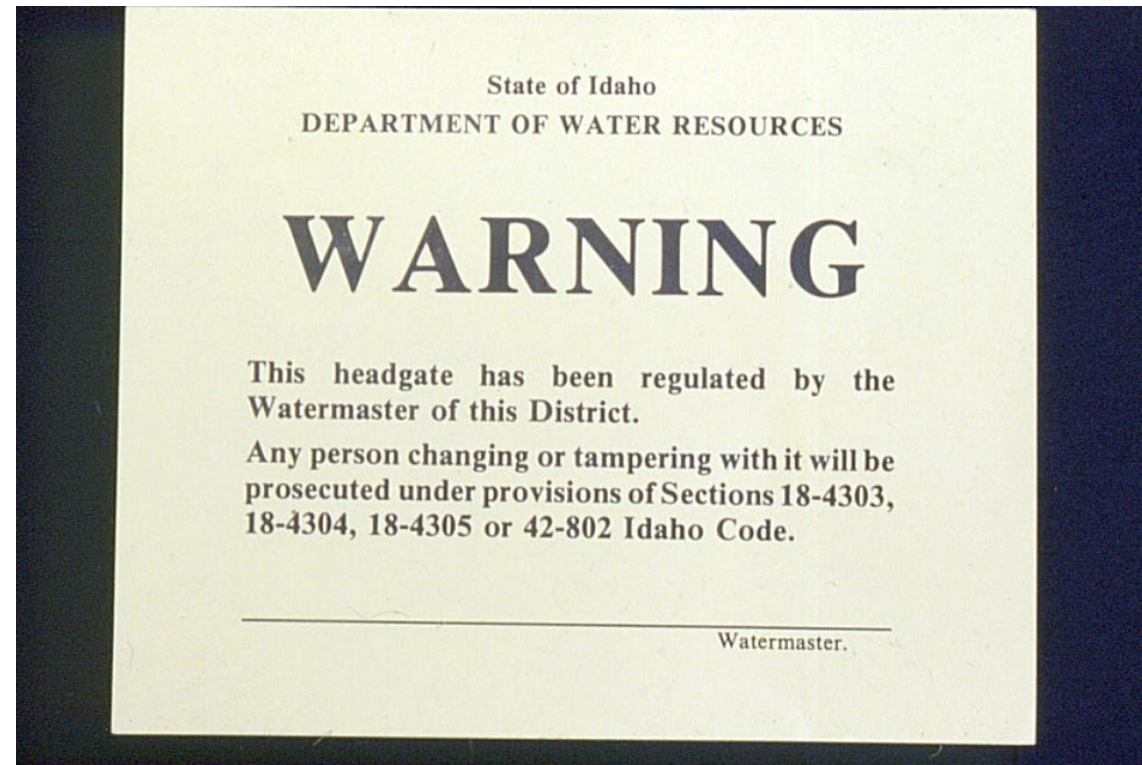 State of Idaho
DEPARTMENT OF WATER RESOURCES
WARNING
This headgate has been regulated by the
Watermaster of this District.
Any person changing or tampering with it will be
prosecuted under provisions of Sections 18-4303,
18-4304, 18-4305 or 42-802 Idaho Code.
Watermaster.